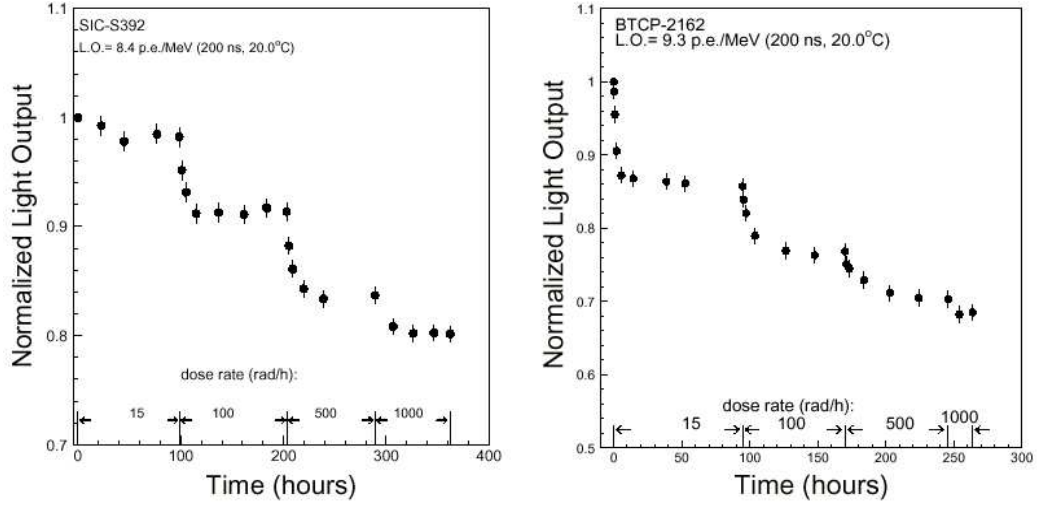 SIC-S392
L.O.= 8.4 p.e./MeV (200 ns, 20.0°C)
Normalized Light Output
1.1
1
0.9
0.8
0.7
dose rate (rad/h):
15 100 500 1000
0 100 200 300 400
Time (hours)
BTCP-2162
L.O.= 9.3 p.e./MeV (200 ns, 20.0°C)
Normalized Light Output
1.1
1
0.9
0.8
0.7
0.6
0.5
dose rate (rad/h):
15 100 500 1000
0 50 100 150 200 250 300
Time (hours)